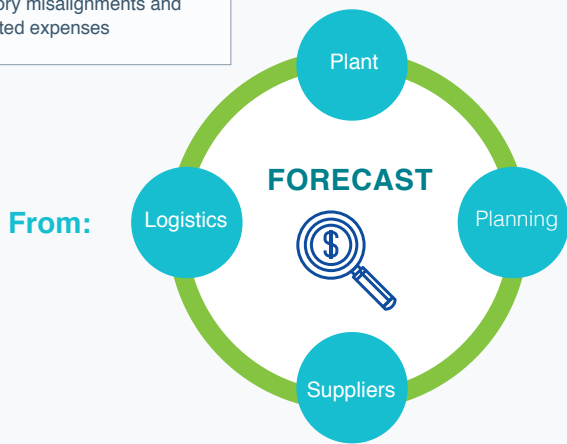 ory misalignments and
ted expenses
Plant
FORECAST
From:
Logistics
$
Planning
Suppliers